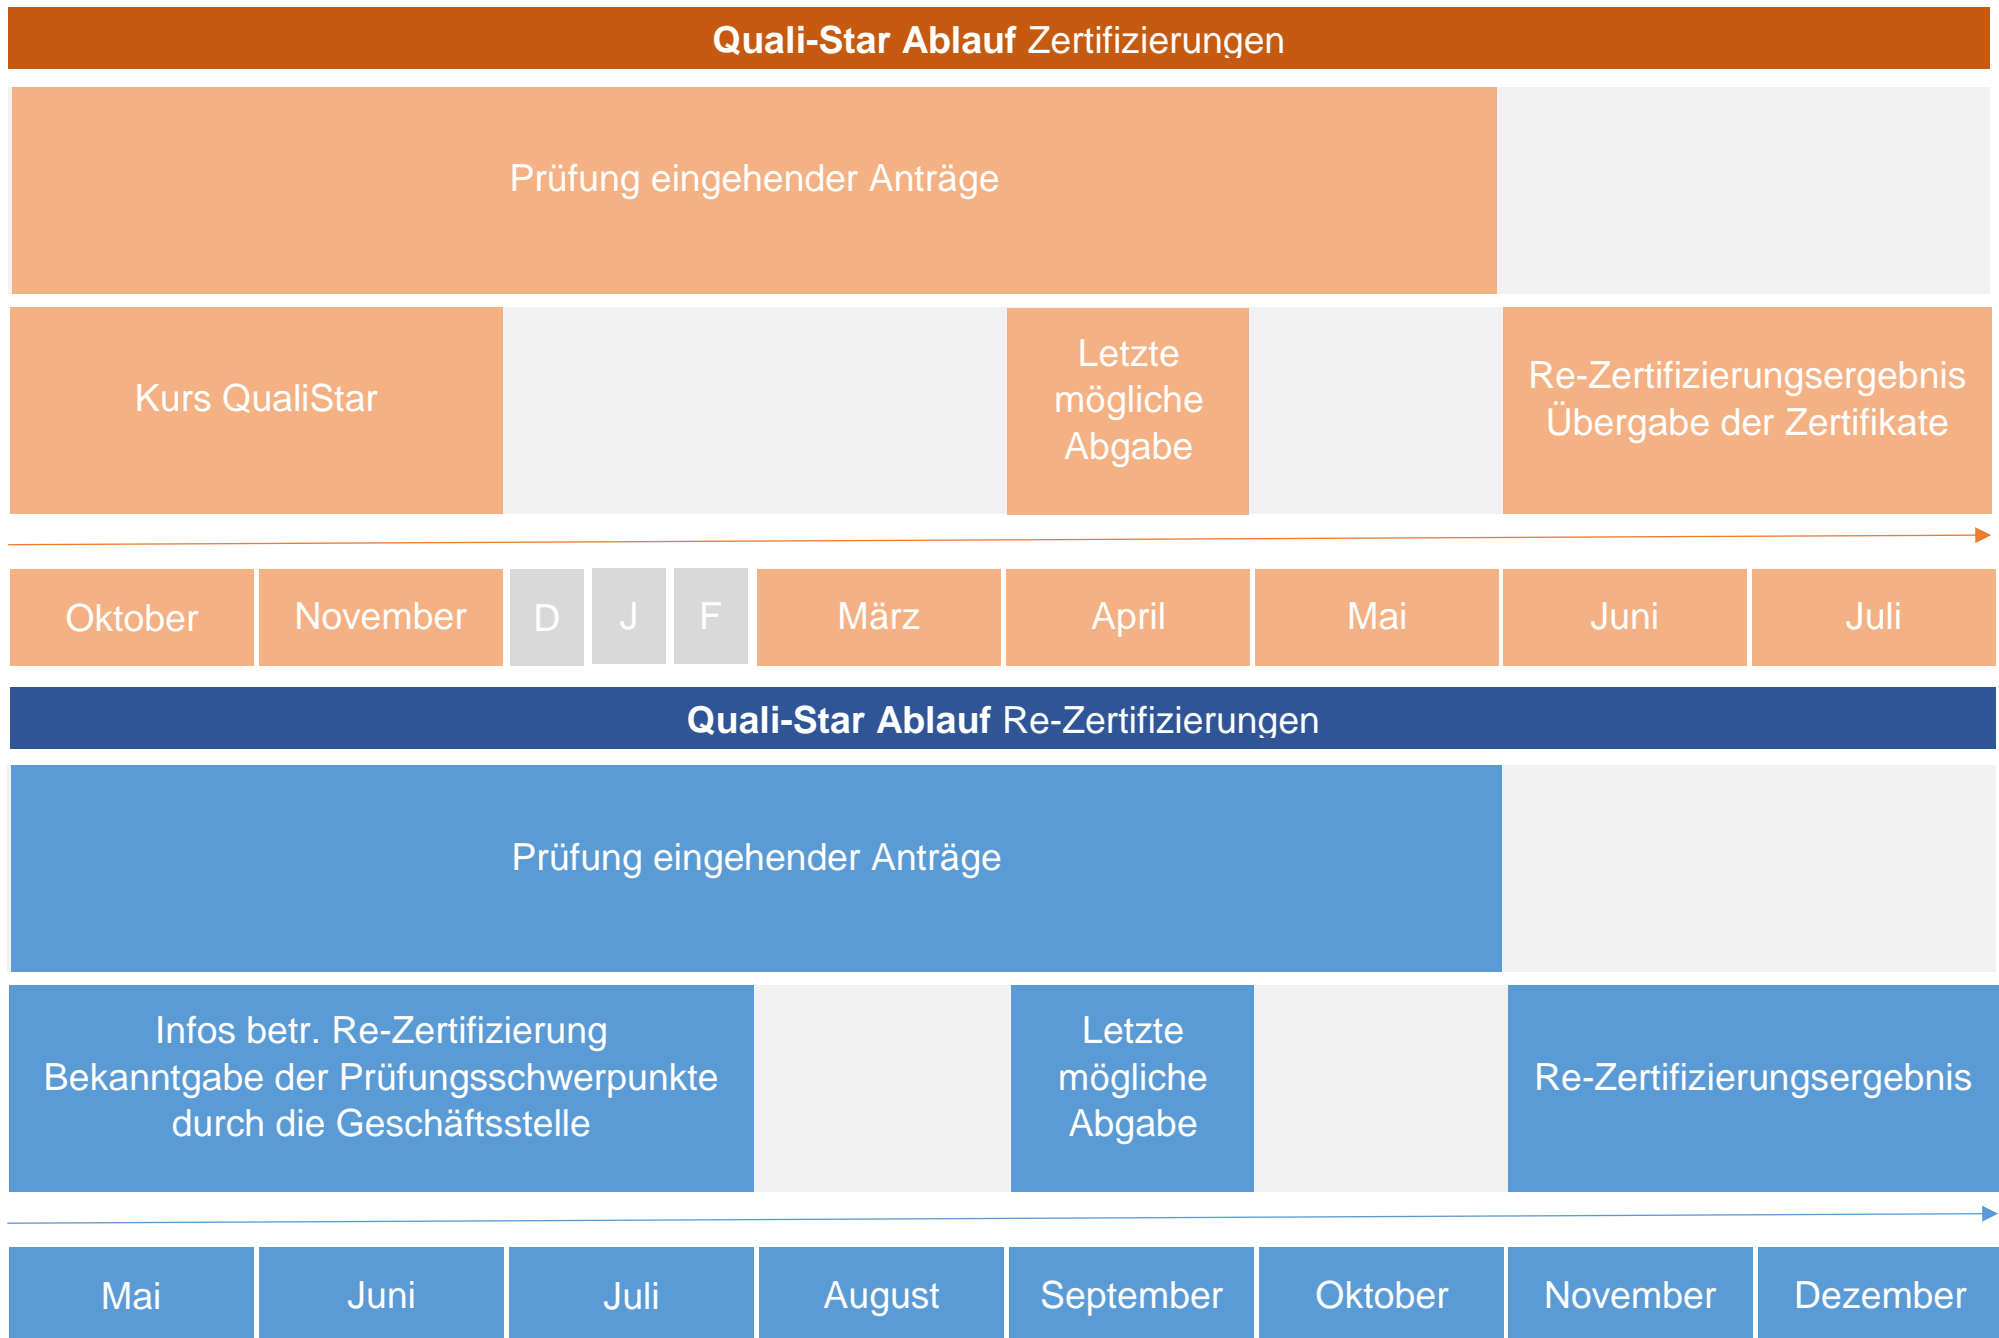 Quali-Star Ablauf Zertifizierungen
Prüfung eingehender Anträge
Kurs QualiStar
Letzte
mögliche
Abgabe
Re-Zertifizierungsergebnis
Übergabe der Zertifikate
Oktober
November
D
J
F
März
April
Mai
Juni
Juli
Quali-Star Ablauf Re-Zertifizierungen
Prüfung eingehender Anträge
Infos betr. Re-Zertifizierung
Bekanntgabe der Prüfungsschwerpunkte
durch die Geschäftsstelle
Letzte
mögliche
Abgabe
Re-Zertifizierungsergebnis
Mai
Juni
Juli
August
September
Oktober
November
Dezember